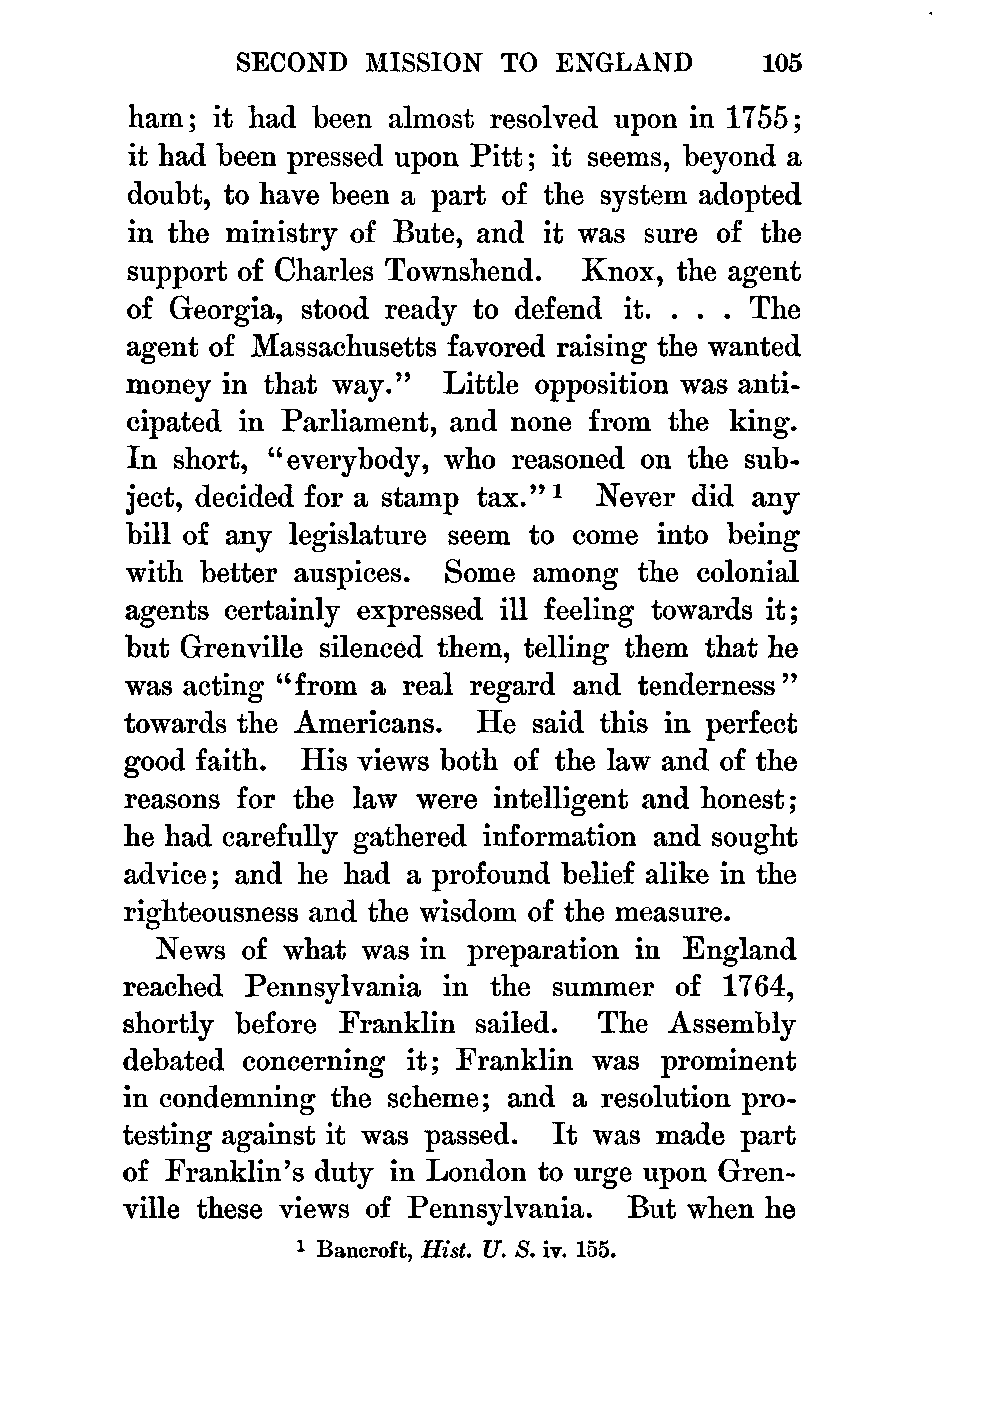 SECOND MISSION TO ENGLAND 105
ham; it had been almost resolved upon in 1755;
it had been pressed upon Pitt; it seems, beyond a
doubt, to have been a part of the system adopted
in the ministry of Bute, and it was sure of the
support of Charles Townshend. Knox, the agent
of Georgia, stood ready to defend it. . . . The
agent of Massachusetts favored raising the wanted
money in that way.” Little opposition was anti-
cipated in Parliament, and none from the king.
In short, “everybody, who reasoned on the sub-
ject, decided for a stamp tax.” 1 Never did any
bill of any legislature seem to come into being
with better auspices. Some among the colonial
agents certainly expressed ill feeling towards it;
but Grenville silenced them, telling them that he
was acting “from a real regard and tenderness”
towards the Americans. He said this in perfect
good faith. His views both of the law and of the
reasons for the law were intelligent and honest;
he had carefully gathered information and sought
advice; and he had a profound belief alike in the
righteousness and the wisdom of the measure.
News of what was in preparation in England
reached Pennsylvania in the summer of 1764,
shortly before Franklin sailed. The Assembly
debated concerning it; Franklin was prominent
in condemning the scheme; and a resolution pro-
testing against it was passed. It was made part
of Franklin’s duty in London to urge upon Gren-
ville these views of Pennsylvania. But when he
1 Bancroft, Hist. U. S. iv. 155.